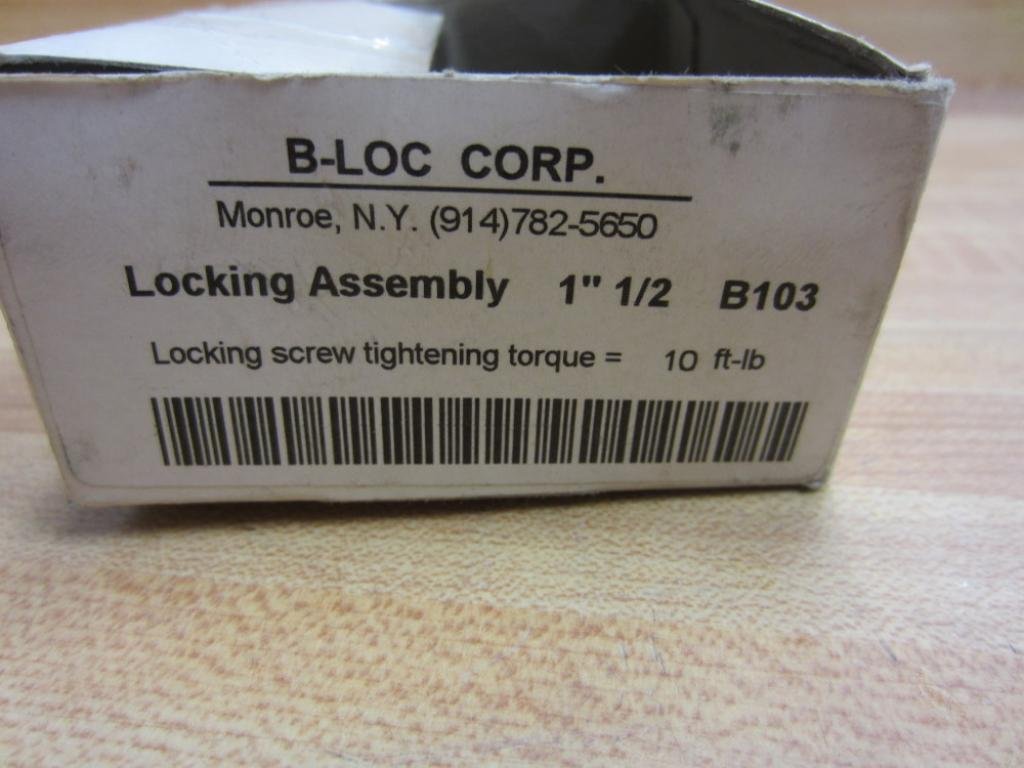 B-LOC CORP.
Monroe, N.Y. (914)782-5650
Locking Assembly 1" 1/2 B103
Locking screw tightening torque = 10 ft-lb